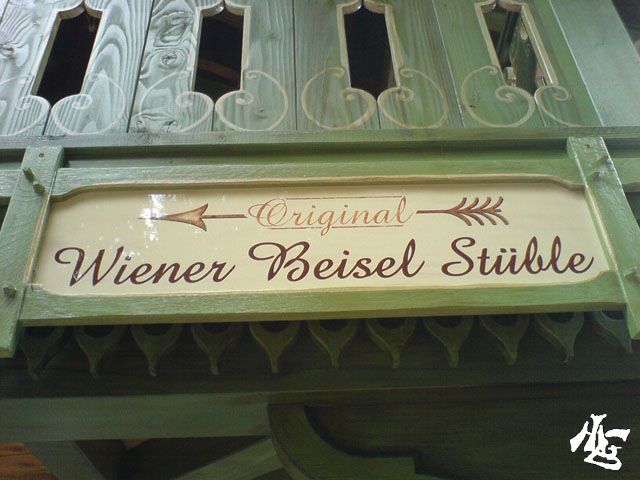 Original
Wiener Beisel Stüble